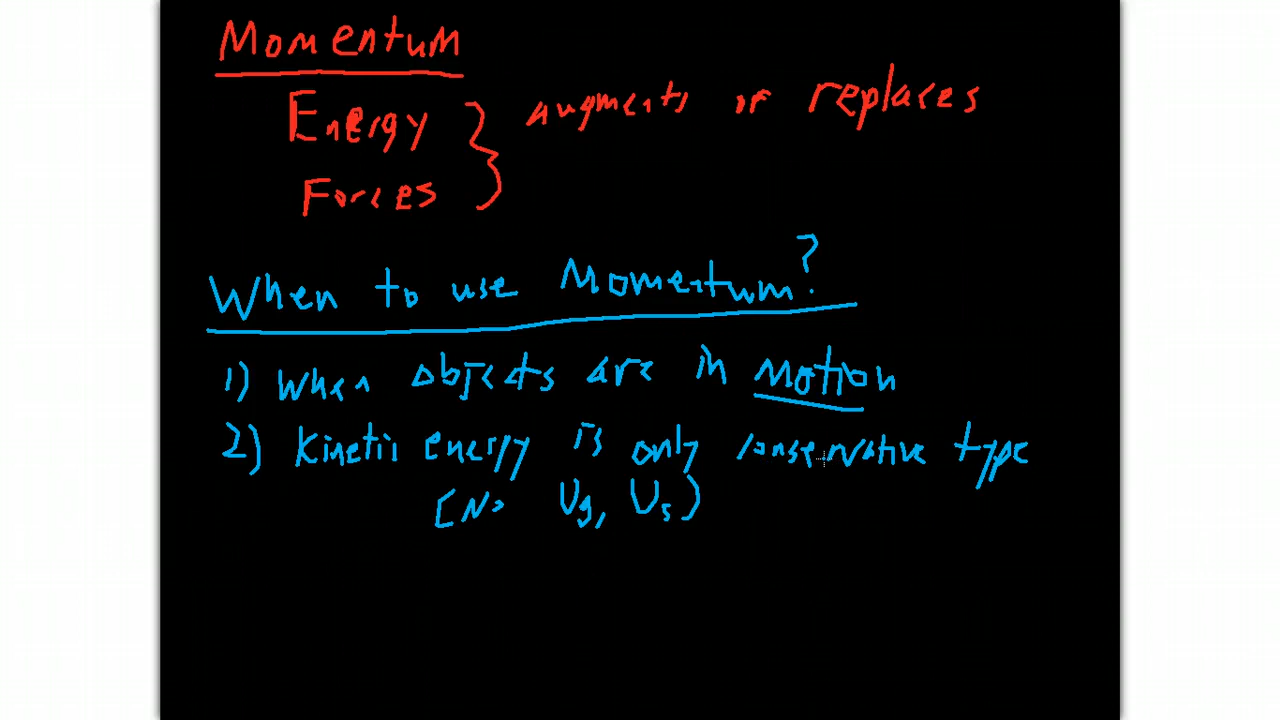 Momentum
Energy } augments or replaces
Forces
When to use Momentum?
1) When objects are in motion
2) Kinetic energy is only conservative type
(No Ug, Us)